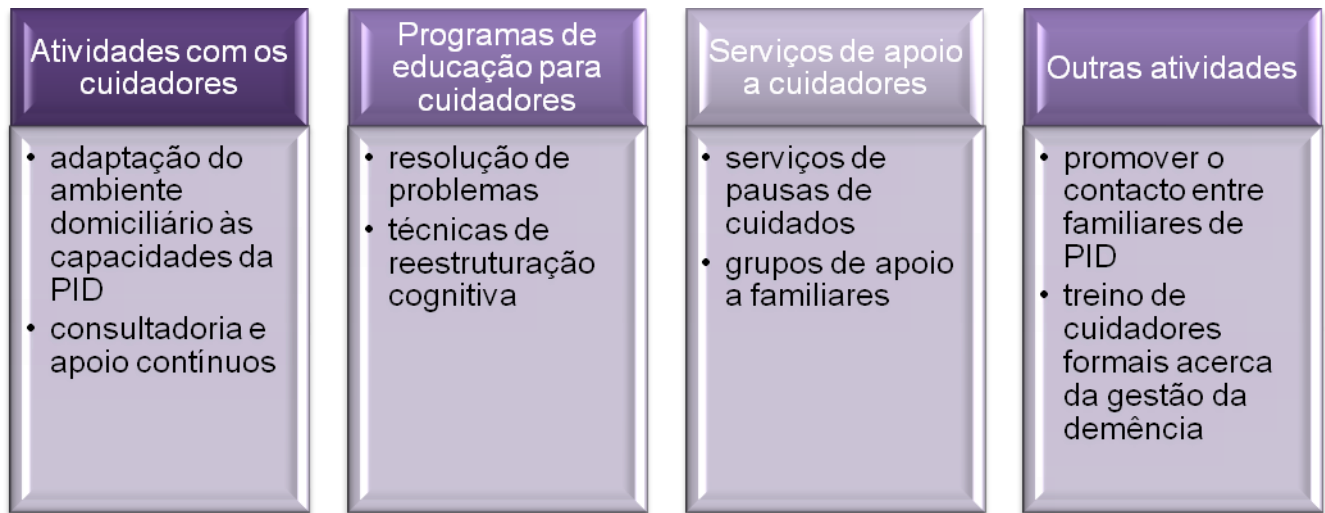 Atividades com os
cuidadores
• adaptação do
ambiente
domiciliário às
capacidades da
PID
• consultadoria e
apoio contínuos
Programas de
educação para
cuidadores
• resolução de
problemas
• técnicas de
reestruturação
cognitiva
Serviços de apoio
a cuidadores
• serviços de
pausas de
cuidados
• grupos de apoio
a familiares
Outras atividades
• promover o
contacto entre
familiares de
PID
• treino de
cuidadores
formais acerca
da gestão da
demência